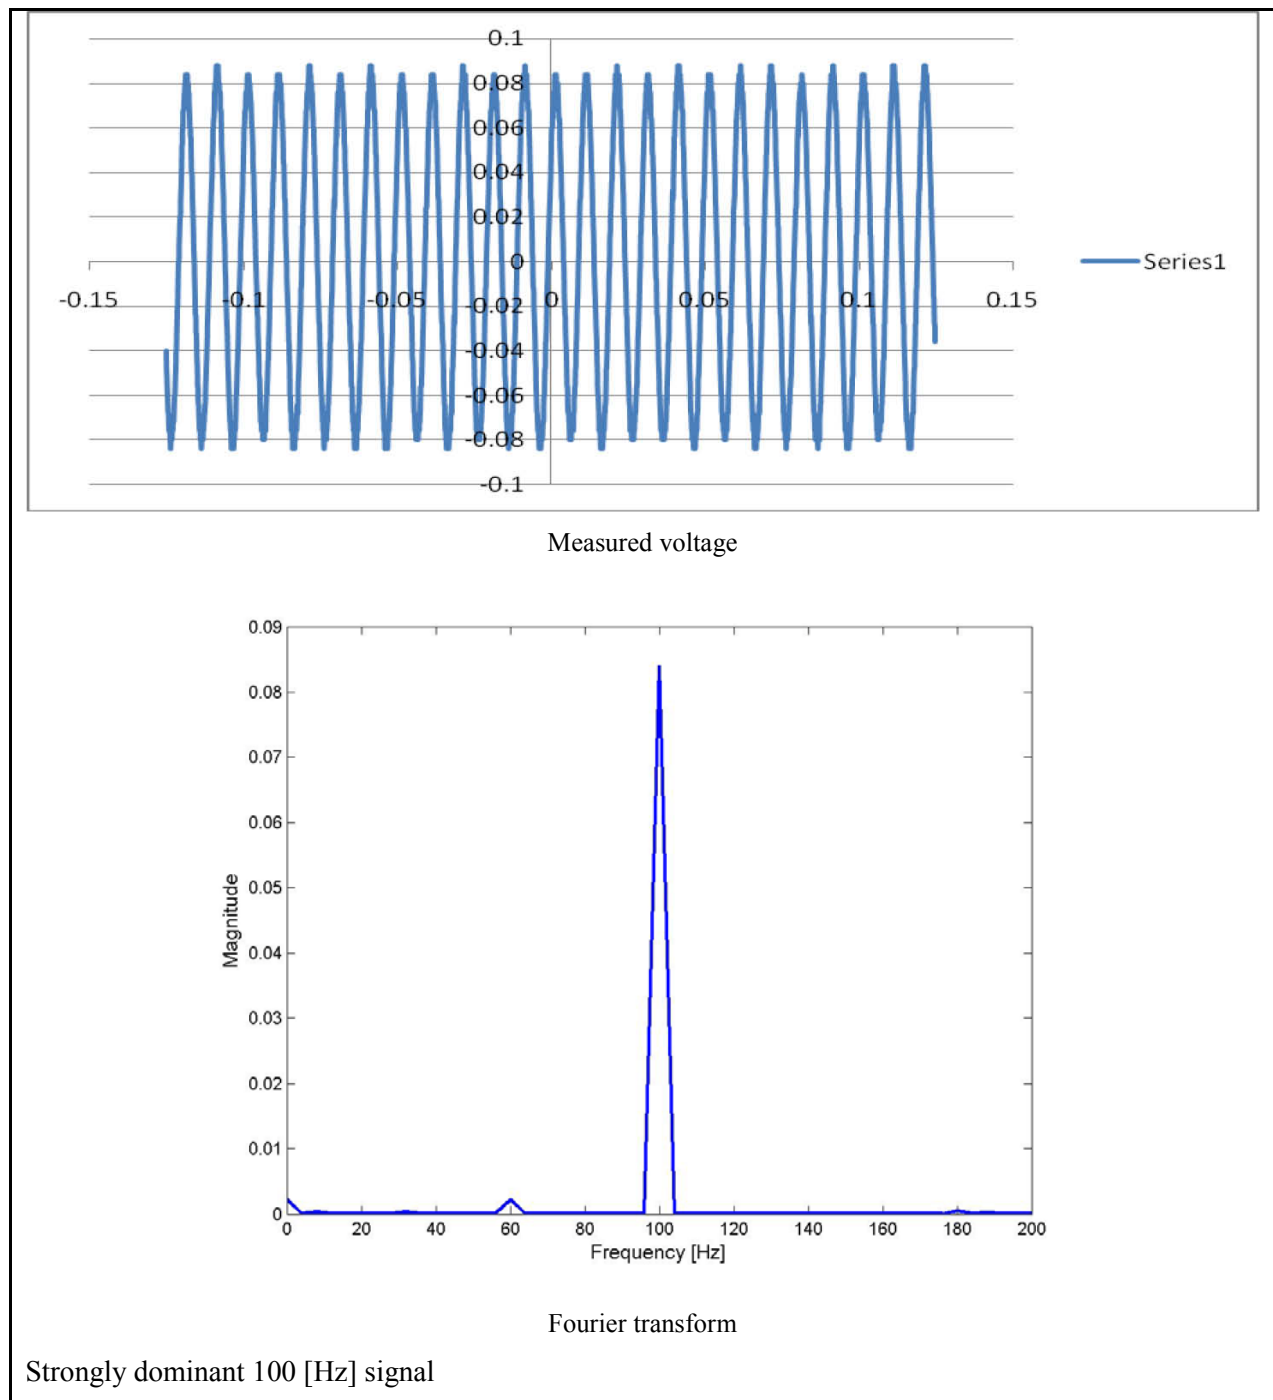 0.1
0.08
0.06
0.04
0.02
0
-0.15 -0.1 -0.05 0 0.05 0.1 0.15
-0.02
-0.04
-0.06
-0.08
-0.1
Series1
Measured voltage
0.09
0.08
0.07
0.06
0.05
0.04
0.03
0.02
0.01
0
Magnitude
0 20 40 60 80 100 120 140 160 180 200
Frequency [Hz]
Fourier transform
Strongly dominant 100 [Hz] signal